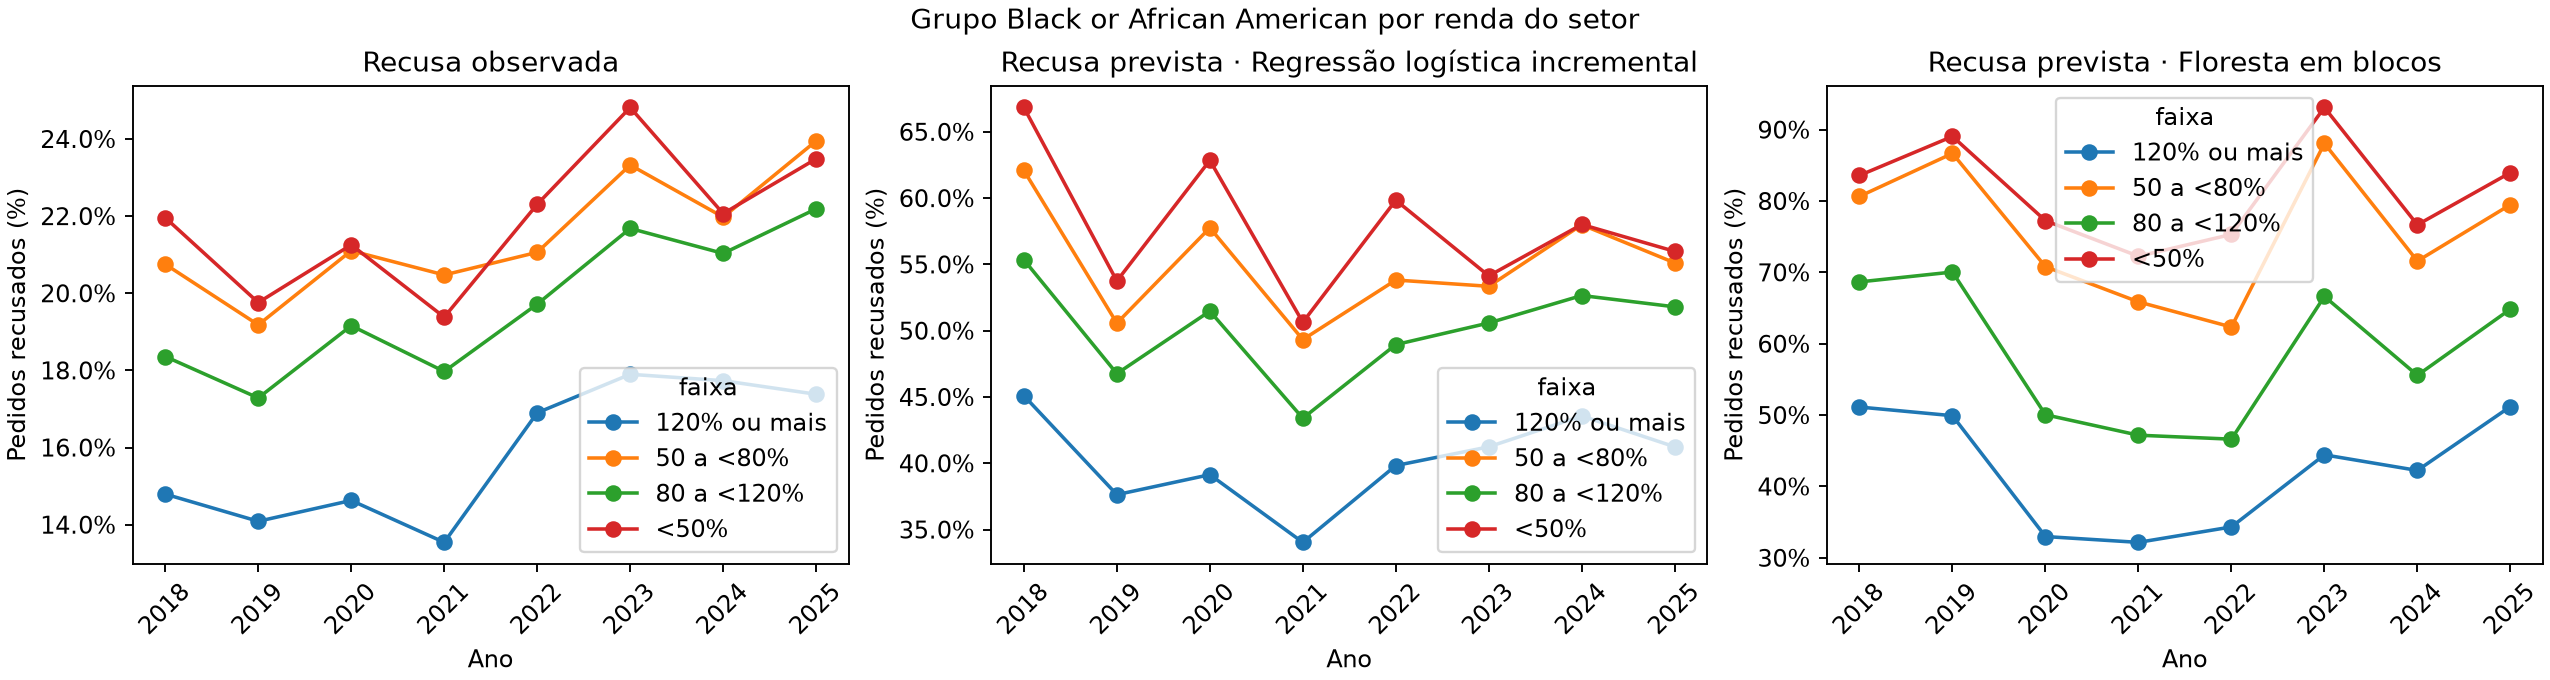 Grupo Black or African American por renda do setor
Recusa observada
Pedidos recusados (%)
24.0%
22.0%
20.0%
18.0%
16.0%
14.0%
2018
2019
2020
2021
2022
2023
2024
2025
Ano
faixa
120% ou mais
50 a <80%
80 a <120%
<50%
Recusa prevista · Regressão logística incremental
Pedidos recusados (%)
65.0%
60.0%
55.0%
50.0%
45.0%
40.0%
35.0%
2018
2019
2020
2021
2022
2023
2024
2025
Ano
faixa
120% ou mais
50 a <80%
80 a <120%
<50%
Recusa prevista · Floresta em blocos
Pedidos recusados (%)
90%
80%
70%
60%
50%
40%
30%
2018
2019
2020
2021
2022
2023
2024
2025
Ano
faixa
120% ou mais
50 a <80%
80 a <120%
<50%